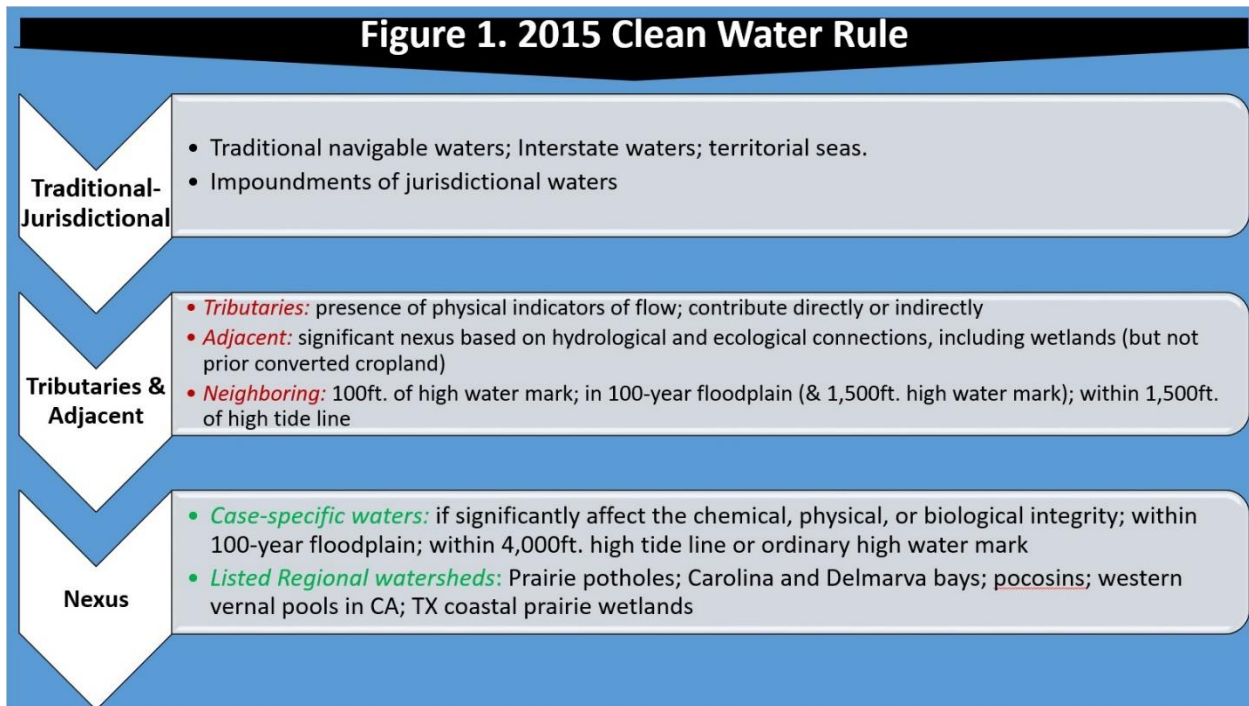 Figure 1. 2015 Clean Water Rule
Traditional-
Jurisdictional
• Traditional navigable waters; Interstate waters; territorial seas.
• Impoundments of jurisdictional waters
Tributaries &
Adjacent
• Tributaries: presence of physical indicators of flow; contribute directly or indirectly
• Adjacent: significant nexus based on hydrological and ecological connections, including wetlands (but not
prior converted cropland)
• Neighboring: 100ft. of high water mark; in 100-year floodplain (& 1,500ft. high water mark); within 1,500ft.
of high tide line
Nexus
• Case-specific waters: if significantly affect the chemical, physical, or biological integrity; within
100-year floodplain; within 4,000ft. high tide line or ordinary high water mark
• Listed Regional watersheds: Prairie potholes; Carolina and Delmarva bays; pocosins; western
vernal pools in CA; TX coastal prairie wetlands